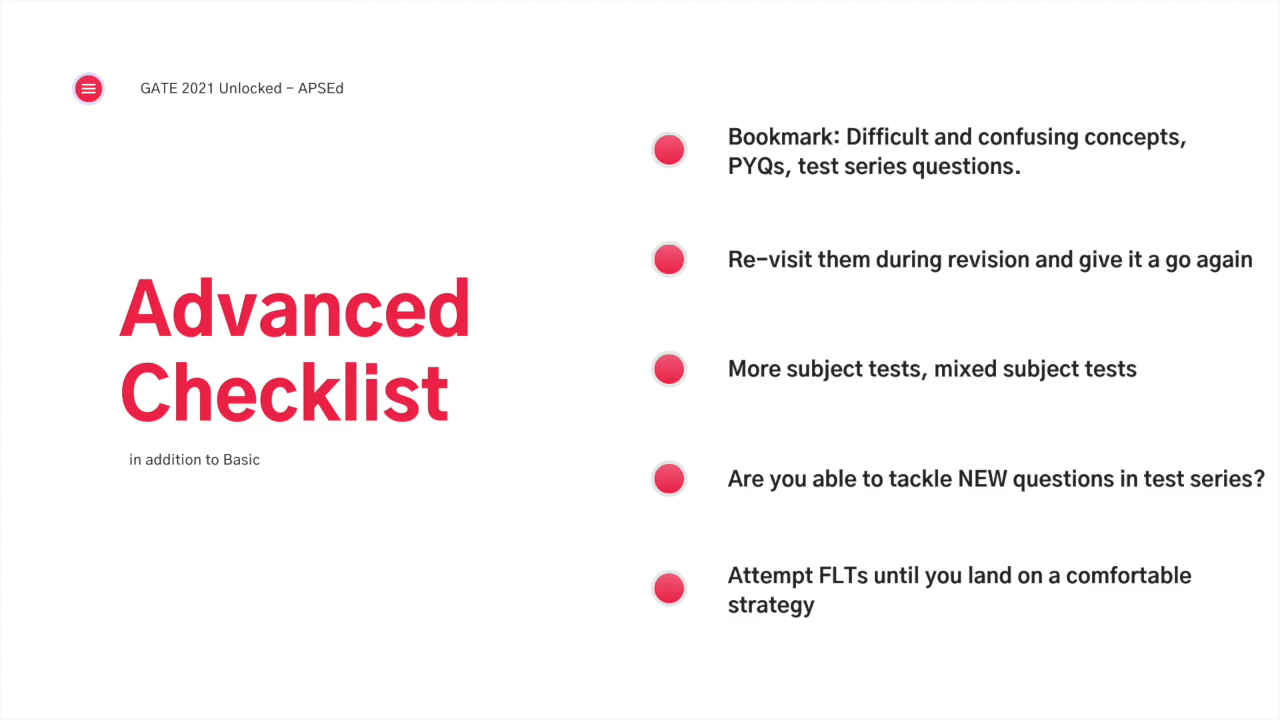 GATE 2021 Unlocked - APSEd
Advanced
Checklist
in addition to Basic
Bookmark: Difficult and confusing concepts,
PYQs, test series questions.
Re-visit them during revision and give it a go again
More subject tests, mixed subject tests
Are you able to tackle NEW questions in test series?
Attempt FLTs until you land on a comfortable
strategy